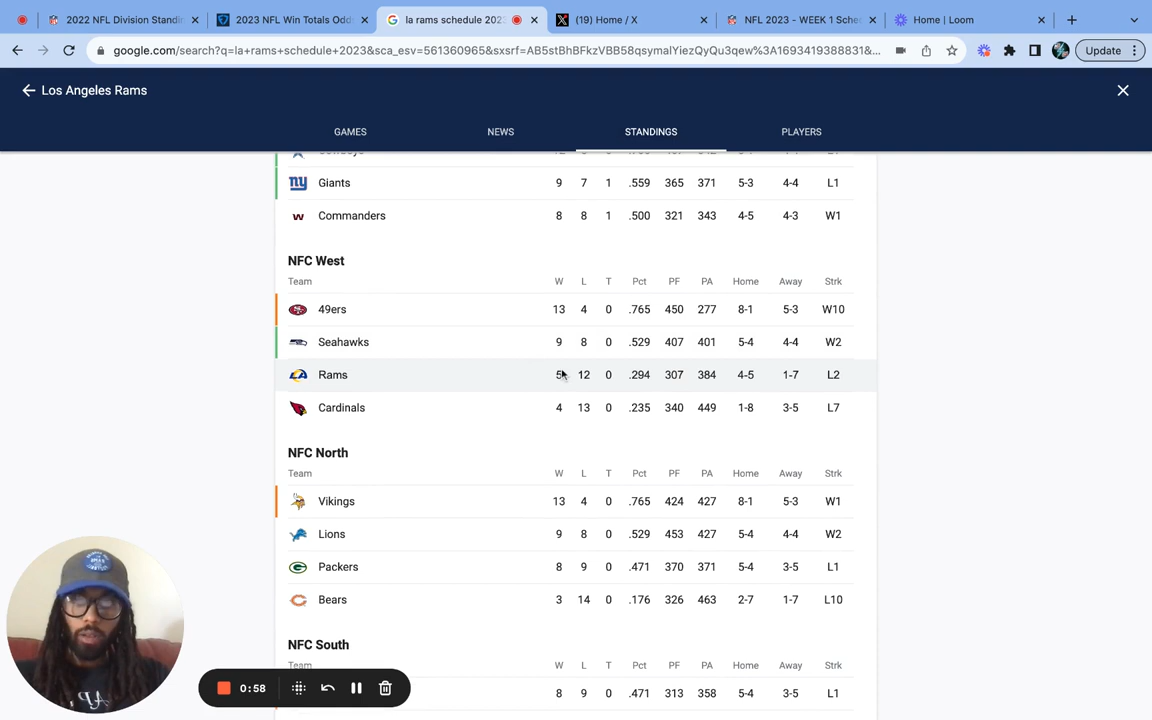 2022 NFL Division Standi
2023 NFL Win Totals Odd
la rams schedule 202
(19) Home / X
NFL 2023 - WEEK 1 Sche
Home | Loom
google.com/search?q=la+rams+schedule+2023&sca_esv=561360965&sxsrf=AB5stBhBFkzVBB58qsymalYiezQyQu3qew%3A1693419388831&...
Update
Los Angeles Rams
GAMES NEWS STANDINGS PLAYERS
Giants 9 7 1 .559 365 371 5-3 4-4 L1
Commanders 8 8 1 .500 321 343 4-5 4-3 W1
NFC West
Team W L T Pct PF PA Home Away Strk
49ers 13 4 0 .765 450 277 8-1 5-3 W10
Seahawks 9 8 0 .529 407 401 5-4 4-4 W2
Rams 5 12 0 .294 307 384 4-5 1-7 L2
Cardinals 4 13 0 .235 340 449 1-8 3-5 L7
NFC North
Team W L T Pct PF PA Home Away Strk
Vikings 13 4 0 .765 424 427 8-1 5-3 W1
Lions 9 8 0 .529 453 427 5-4 4-4 W2
Packers 8 9 0 .471 370 371 5-4 3-5 L1
Bears 3 14 0 .176 326 463 2-7 1-7 L10
NFC South
Team W L T Pct PF PA Home Away Strk
8 9 0 .471 313 358 5-4 3-5 L1
0:58